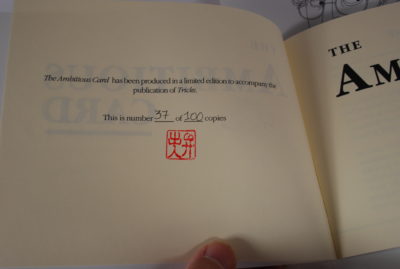 The Ambitious Card has been produced in a limited edition to accompany the
publication of Tricks.
This is number 37 of 100 copies
THE
AM